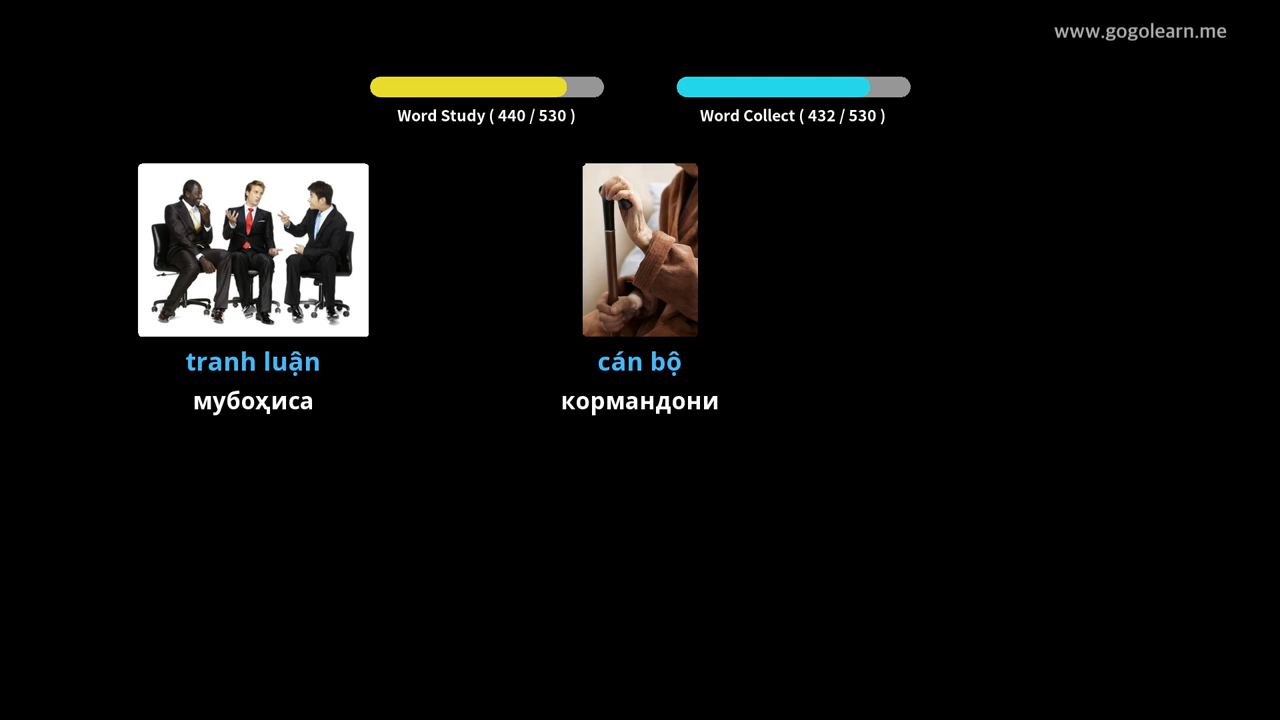 www.gogolearn.me
Word Study ( 440 / 530 )
Word Collect ( 432 / 530 )
tranh luận
мубоҳиса
cán bộ
кормандони